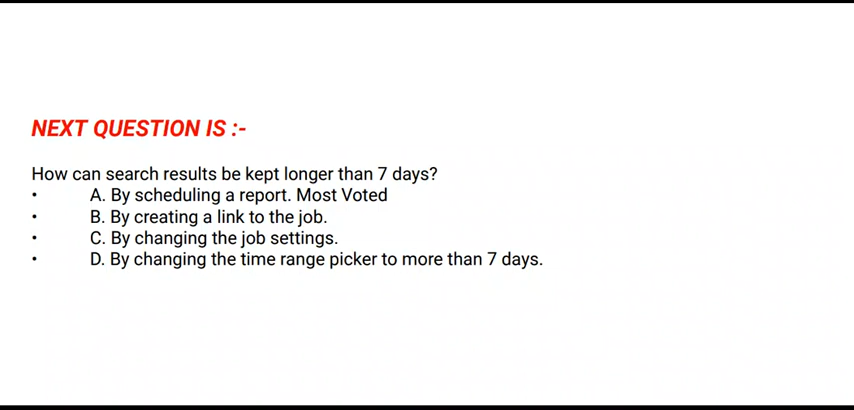 NEXT QUESTION IS :-
How can search results be kept longer than 7 days?
• A. By scheduling a report. Most Voted
• B. By creating a link to the job.
• C. By changing the job settings.
• D. By changing the time range picker to more than 7 days.